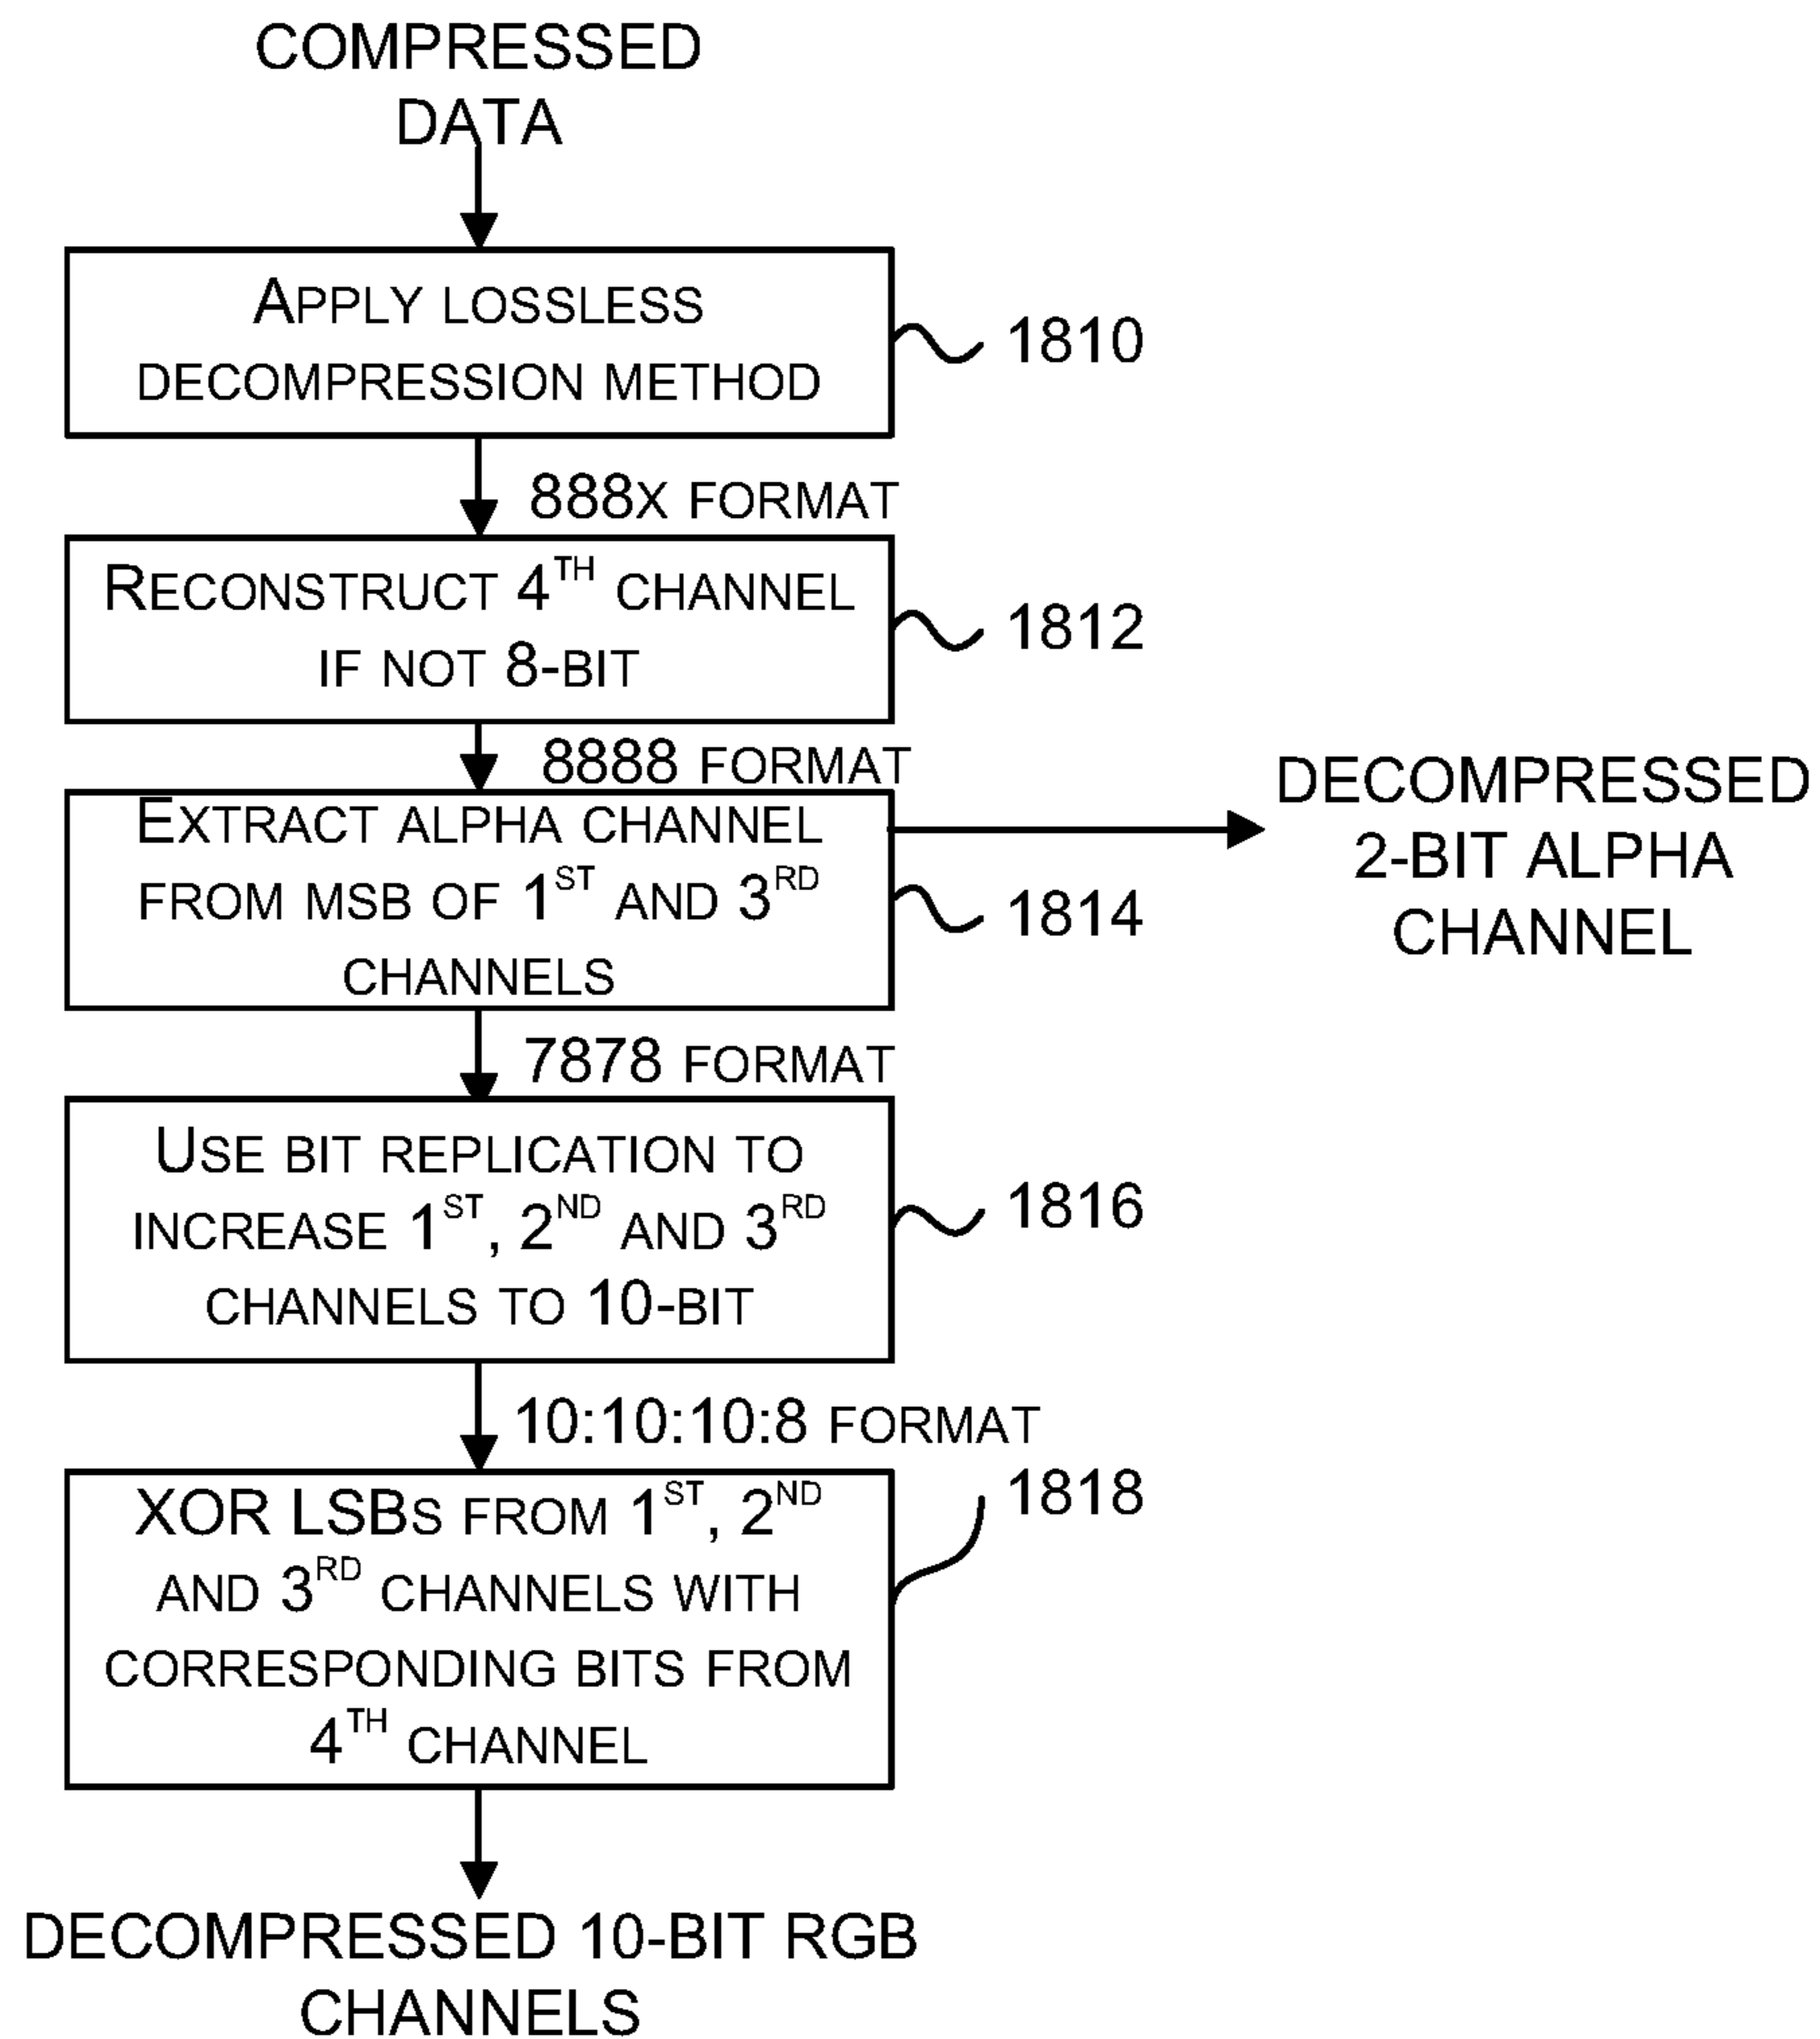 COMPRESSED
DATA
APPLY LOSSLESS
DECOMPRESSION METHOD
1810
888X FORMAT
RECONSTRUCT 4TH CHANNEL
IF NOT 8-BIT
1812
8888 FORMAT
EXTRACT ALPHA CHANNEL
FROM MSB OF 1ST AND 3RD
CHANNELS
1814
DECOMPRESSED
2-BIT ALPHA
CHANNEL
7878 FORMAT
USE BIT REPLICATION TO
INCREASE 1ST, 2ND AND 3RD
CHANNELS TO 10-BIT
1816
10:10:10:8 FORMAT
XOR LSBS FROM 1ST, 2ND
AND 3RD CHANNELS WITH
CORRESPONDING BITS FROM
4TH CHANNEL
1818
DECOMPRESSED 10-BIT RGB
CHANNELS